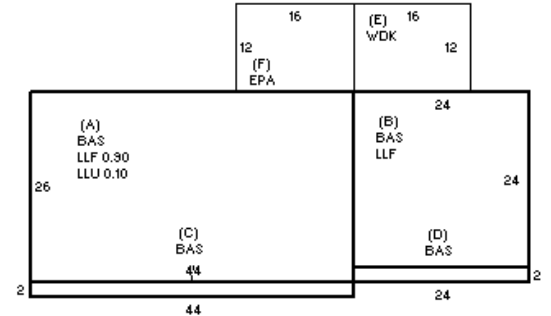 16
(E)
16
WDK
12
12
(F)
EPA
24
(A)
BAS
LLF 0.90
LLU 0.10
(B)
BAS
LLF
26
24
(C)
BAS
(D)
BAS
44
2
2
24
44